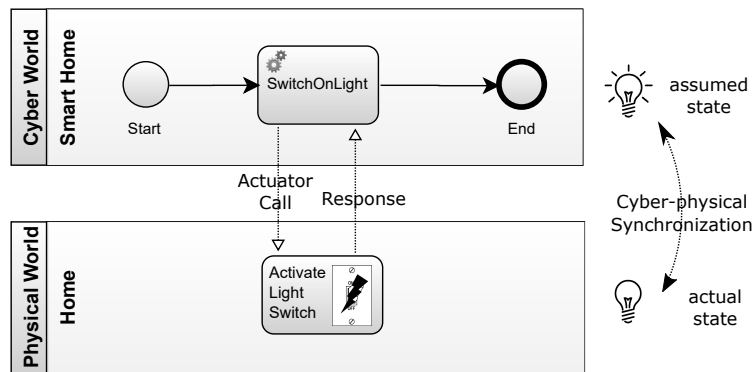 Cyber World
Smart Home
Start
SwitchOnLight
End
assumed
state
Actuator
Call
Response
Cyber-physical
Synchronization
Physical World
Home
Activate
Light
Switch
OFF
actual
state